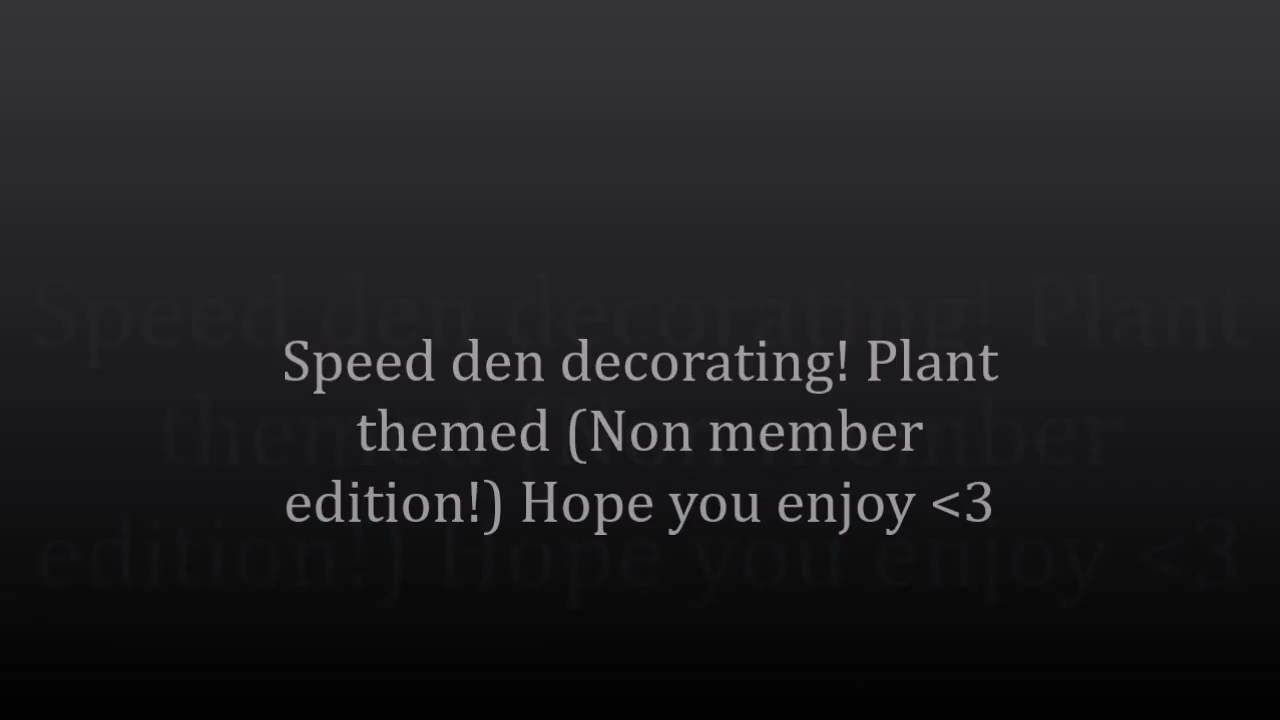 Speed den decorating! Plant
themed (Non member
edition!) Hope you enjoy <3